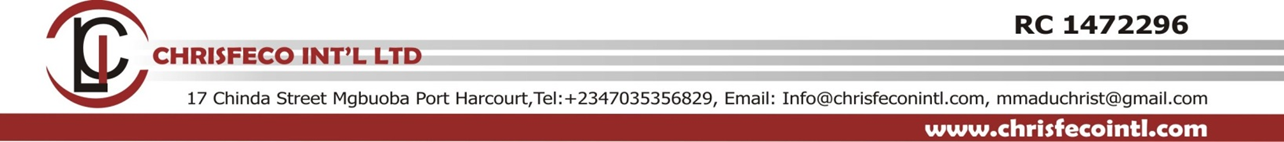 RC 1472296
CHRISFECO INT'L LTD
17 Chinda Street Mgbuoba Port Harcourt,Tel:+2347035356829, Email: Info@chrisfeconintl.com, mmaduchrist@gmail.com
www.chrisfecointl.com